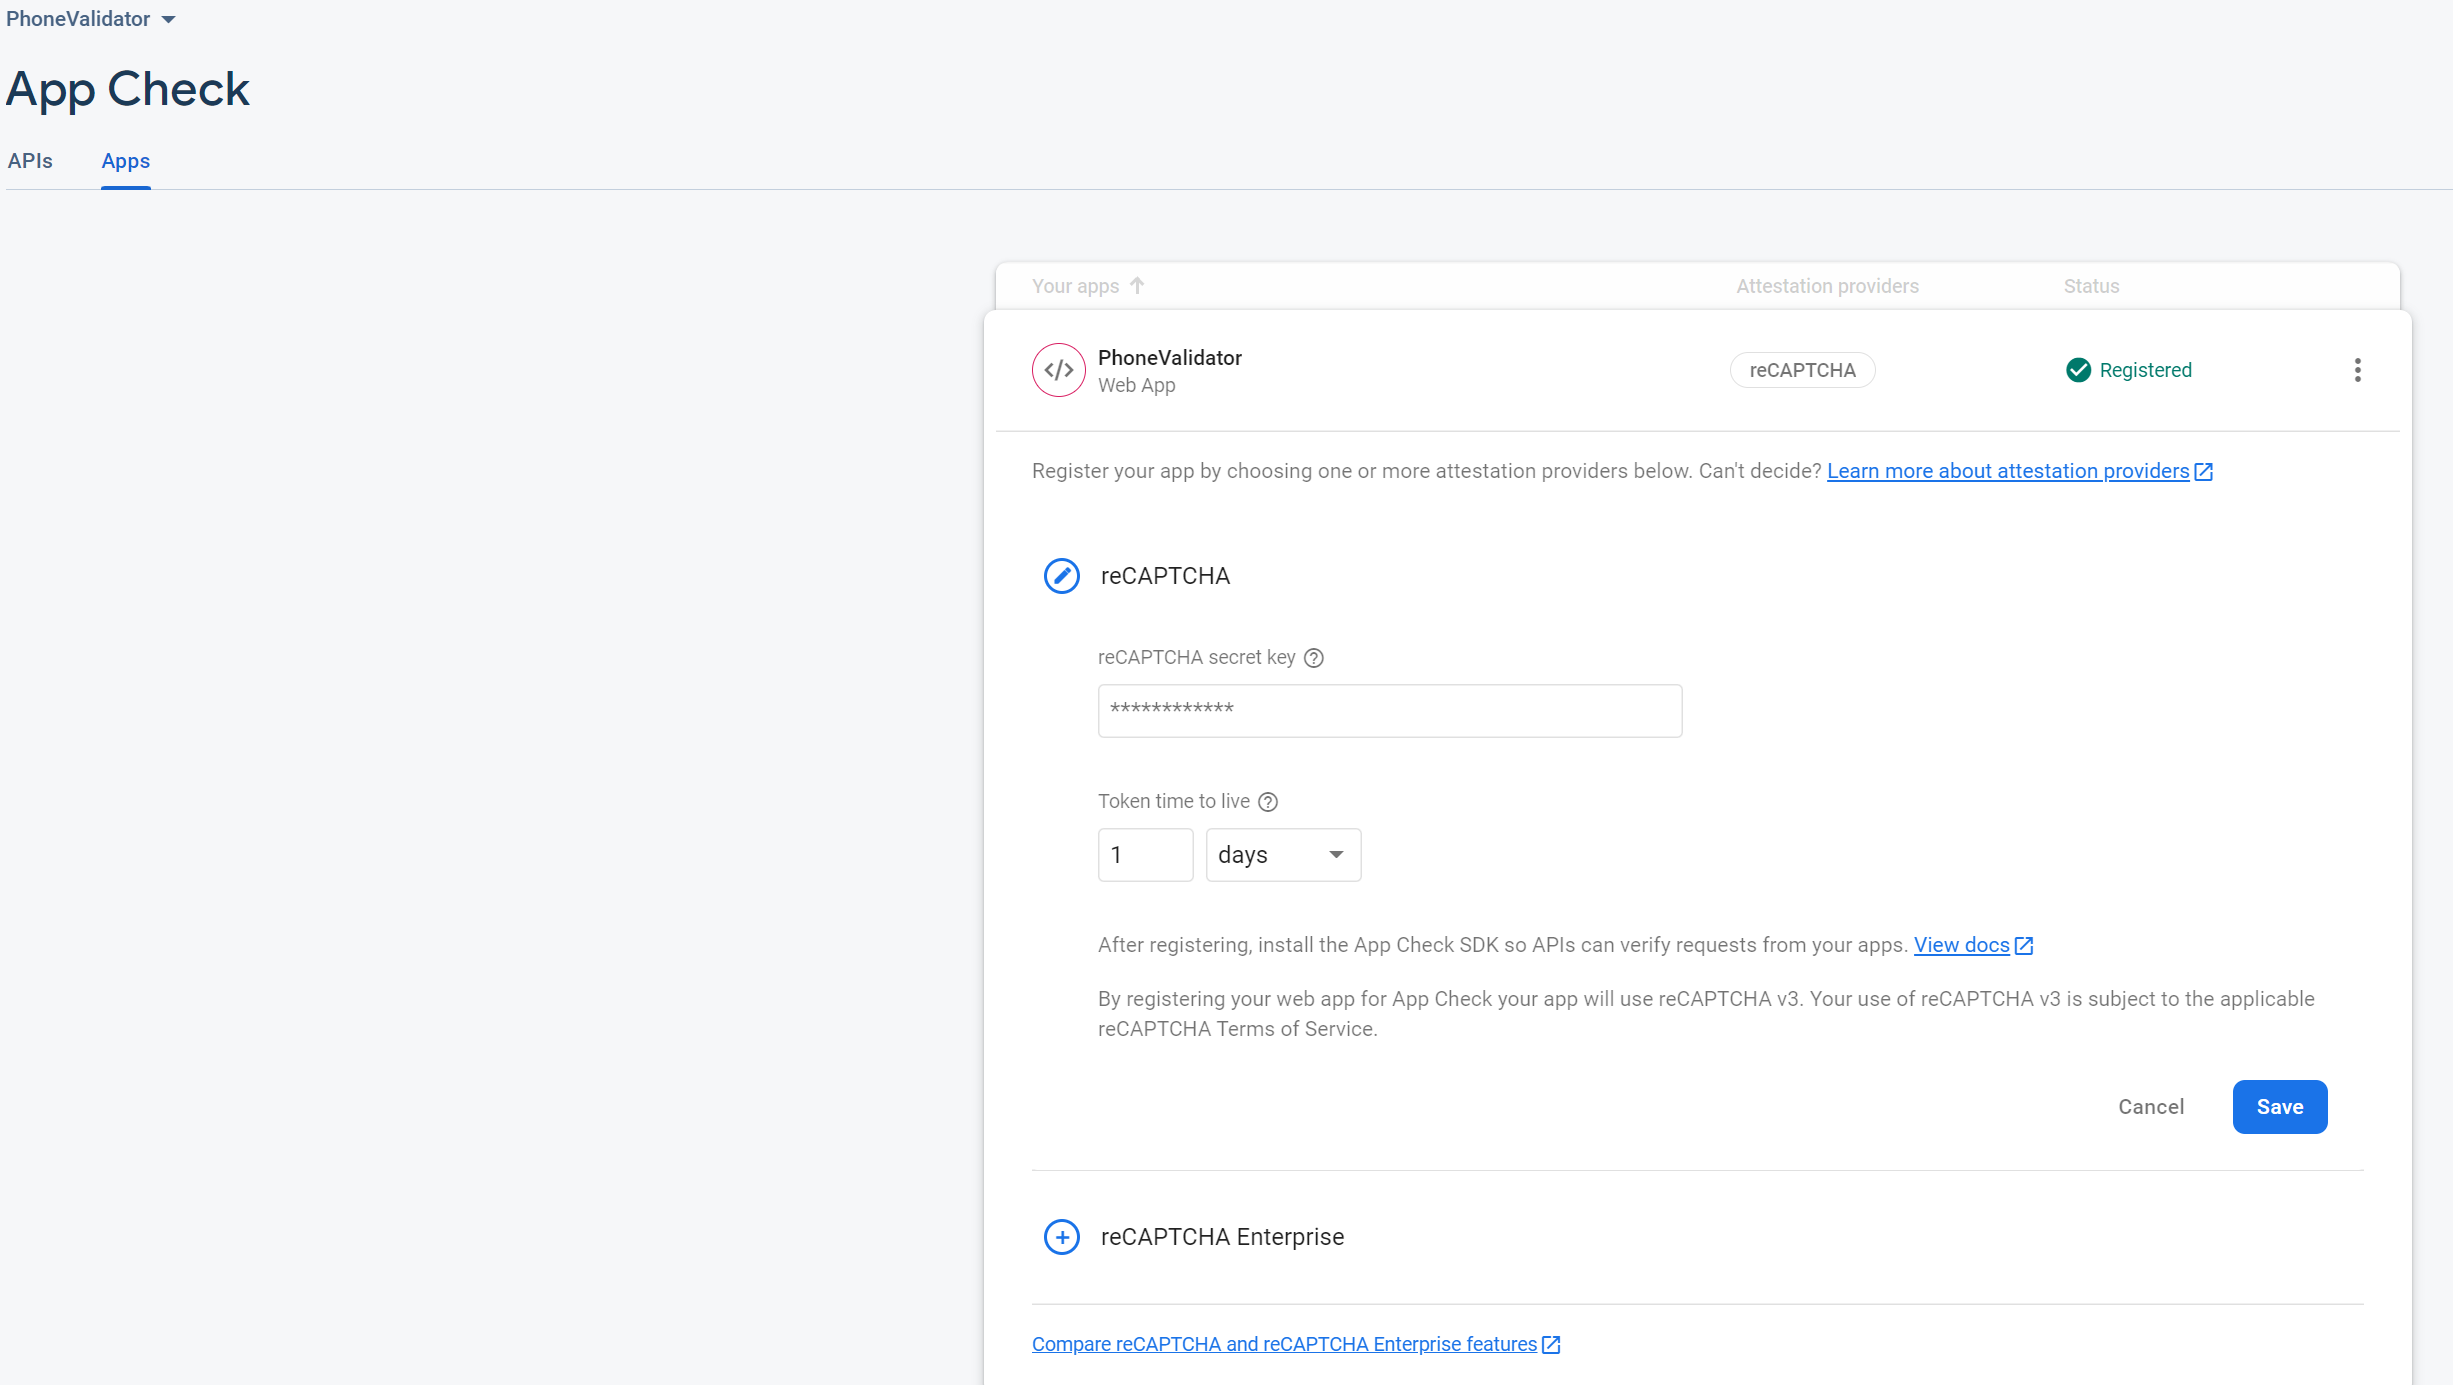 PhoneValidator
App Check
APIs Apps
Your apps Attestation providers Status
PhoneValidator
Web App
reCAPTCHA
Registered
Register your app by choosing one or more attestation providers below. Can't decide? Learn more about attestation providers
reCAPTCHA
reCAPTCHA secret key
************
Token time to live
1 days
After registering, install the App Check SDK so APIs can verify requests from your apps. View docs
By registering your web app for App Check your app will use reCAPTCHA v3. Your use of reCAPTCHA v3 is subject to the applicable
reCAPTCHA Terms of Service.
Cancel Save
reCAPTCHA Enterprise
Compare reCAPTCHA and reCAPTCHA Enterprise features